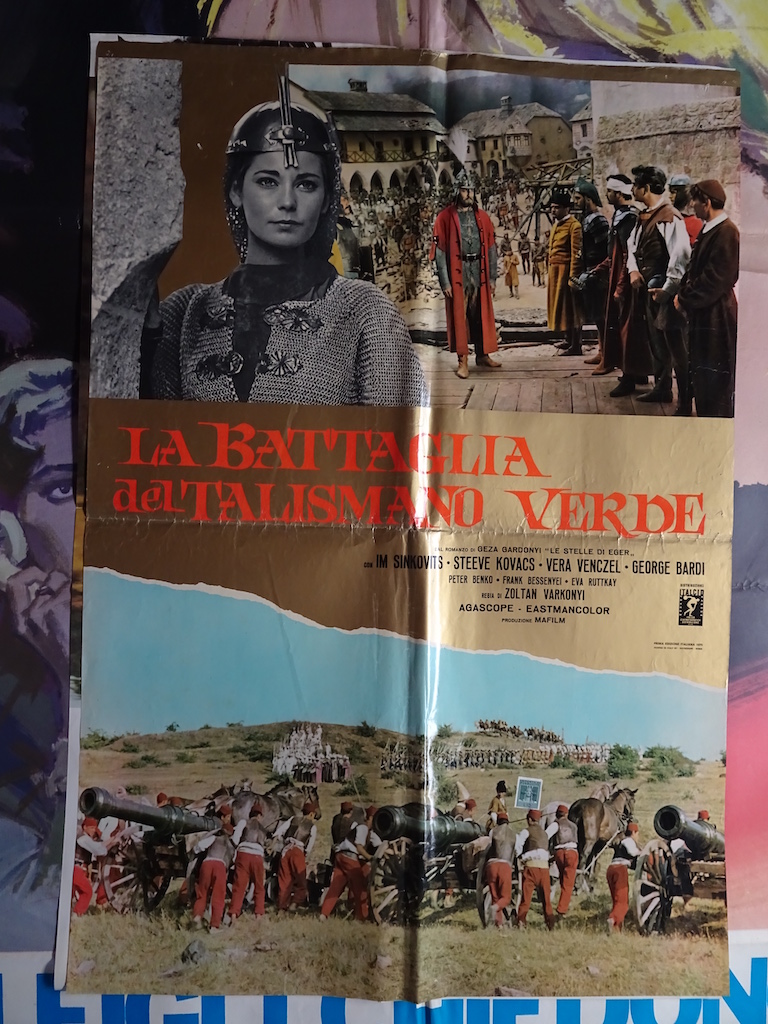 LA BATTAGLIA
del TALISMANO VERDE
DAL ROMANZO DI GEZA GARDONYI "LE STELLE DI EGER"
CON IM SINKOVITS · STEEVE KOVACS · VERA VENCZEL · GEORGE BARDI
PETER BENKO · FRANK BESSENYEI · EVA RUTTKAY
REGIA DI ZOLTAN VARKONYI
AGASCOPE - EASTMANCOLOR
PRODUZIONE MAFILM
ITALCID